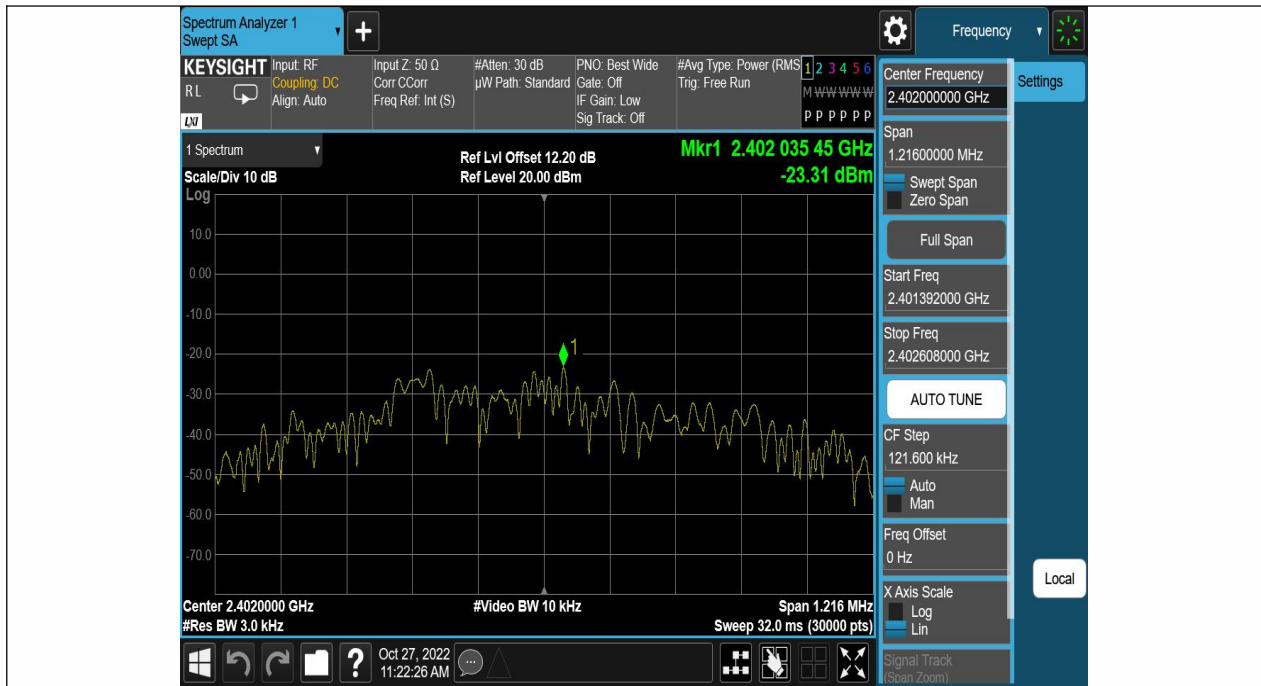 Spectrum Analyzer 1
Swept SA
+
Frequency
KEYSIGHT
R L
LXI
Input: RF
Coupling: DC
Align: Auto
Input Z: 50 Ω
Corr CCorr
Freq Ref: Int (S)
#Atten: 30 dB
µW Path: Standard
PNO: Best Wide
Gate: Off
IF Gain: Low
Sig Track: Off
#Avg Type: Power (RMS
Trig: Free Run
1 2 3 4 5 6
M W W W W W
P P P P P P
1 Spectrum
Scale/Div 10 dB
Log
Ref Lvl Offset 12.20 dB
Ref Level 20.00 dBm
Mkr1 2.402 035 45 GHz
-23.31 dBm
10.0
0.00
-10.0
-20.0
-30.0
-40.0
-50.0
-60.0
-70.0
1
Center 2.4020000 GHz
#Res BW 3.0 kHz
#Video BW 10 kHz
Span 1.216 MHz
Sweep 32.0 ms (30000 pts)
?
Oct 27, 2022
11:22:26 AM
Center Frequency
2.402000000 GHz
Span
1.21600000 MHz
Swept Span
Zero Span
Full Span
Start Freq
2.401392000 GHz
Stop Freq
2.402608000 GHz
AUTO TUNE
CF Step
121.600 kHz
Auto
Man
Freq Offset
0 Hz
X Axis Scale
Log
Lin
Signal Track
(Span Zoom)
Settings
Local